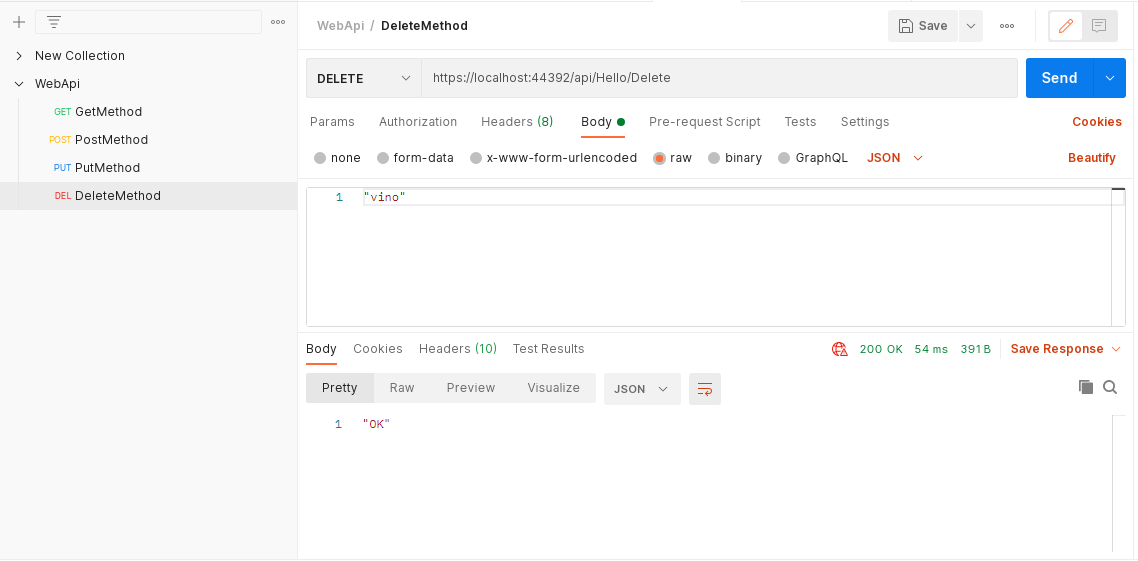 WebApi / DeleteMethod
Save
New Collection
WebApi
GET GetMethod
POST PostMethod
PUT PutMethod
DEL DeleteMethod
DELETE
https://localhost:44392/api/Hello/Delete
Send
Params Authorization Headers (8) Body Pre-request Script Tests Settings Cookies
none form-data x-www-form-urlencoded raw binary GraphQL JSON Beautify
1 "vino"
Body Cookies Headers (10) Test Results 200 OK 54 ms 391 B Save Response
Pretty Raw Preview Visualize JSON
1 "OK"